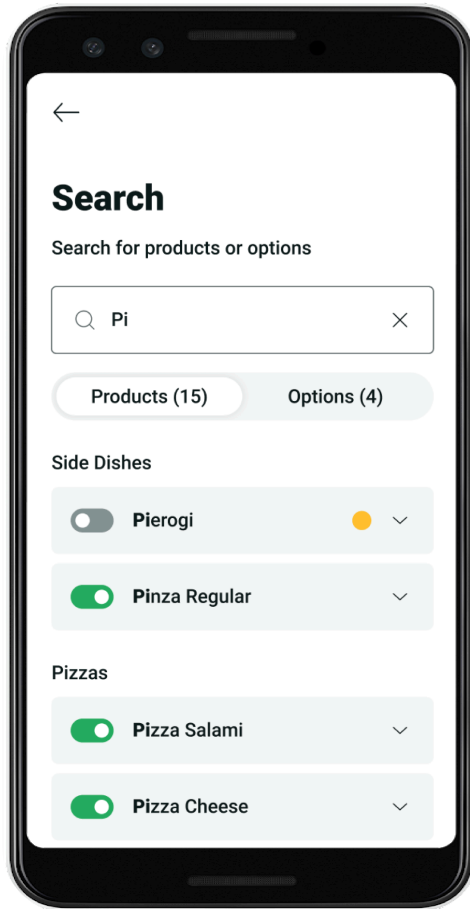 Search
Search for products or options
Pi
Products (15) Options (4)
Side Dishes
Pierogi
Pinza Regular
Pizzas
Pizza Salami
Pizza Cheese